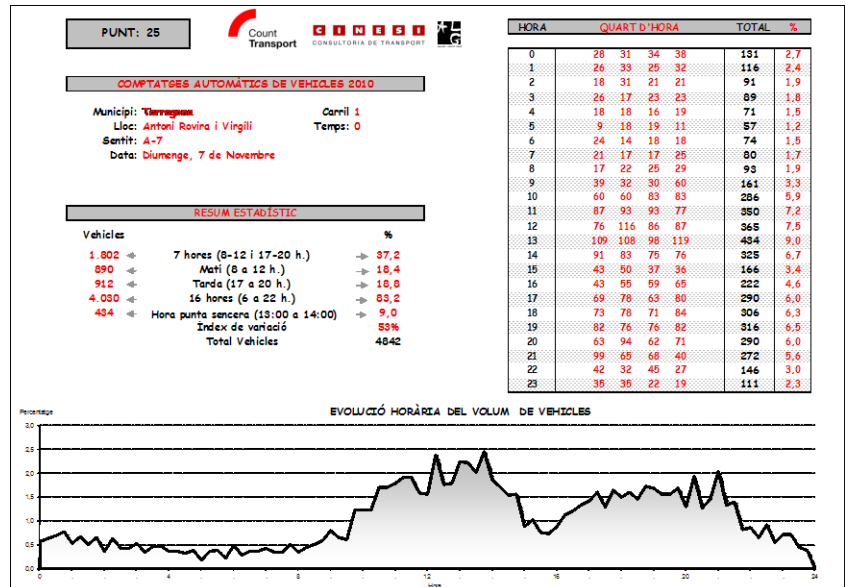 PUNT: 25
Count
Transport
CINESI
CONSULTORIA DE TRANSPORT
COMPTATGES AUTOMÀTICS DE VEHICLES 2010
Municipi:
Carril 1
Lloc: Antoni Rovira i Virgili
Temps: 0
Sentit: A-7
Data: Diumenge, 7 de Novembre
RESUM ESTADÍSTIC
Vehicles %
1.802 7 hores (8-12 i 17-20 h.) 37,2
890 Matí (8 a 12 h.) 18,4
912 Tarda (17 a 20 h.) 18,8
4.030 16 hores (6 a 22 h.) 83,2
434 Hora punta sencera (13:00 a 14:00) 9,0
Índex de variació 53%
Total Vehicles 4842
HORA QUART D'HORA TOTAL %
0 28 31 34 38 131 2,7
1 26 33 25 32 116 2,4
2 18 31 21 21 91 1,9
3 26 17 23 23 89 1,8
4 18 18 16 19 71 1,5
5 9 18 19 11 57 1,2
6 24 14 18 18 74 1,5
7 21 17 17 25 80 1,7
8 17 22 25 29 93 1,9
9 39 32 30 60 161 3,3
10 60 60 83 83 286 5,9
11 87 93 93 77 350 7,2
12 76 116 86 87 365 7,5
13 109 108 98 119 434 9,0
14 91 83 75 76 325 6,7
15 43 50 37 36 166 3,4
16 43 55 59 65 222 4,6
17 69 78 63 80 290 6,0
18 73 78 71 84 306 6,3
19 82 76 76 82 316 6,5
20 63 94 62 71 290 6,0
21 99 65 68 40 272 5,6
22 42 32 45 27 146 3,0
23 35 35 22 19 111 2,3
EVOLUCIÓ HORÀRIA DEL VOLUM DE VEHICLES
Percentatge
3,0
2,5
2,0
1,5
1,0
0,5
0,0
0 4 8 12 16 20 24
Hora